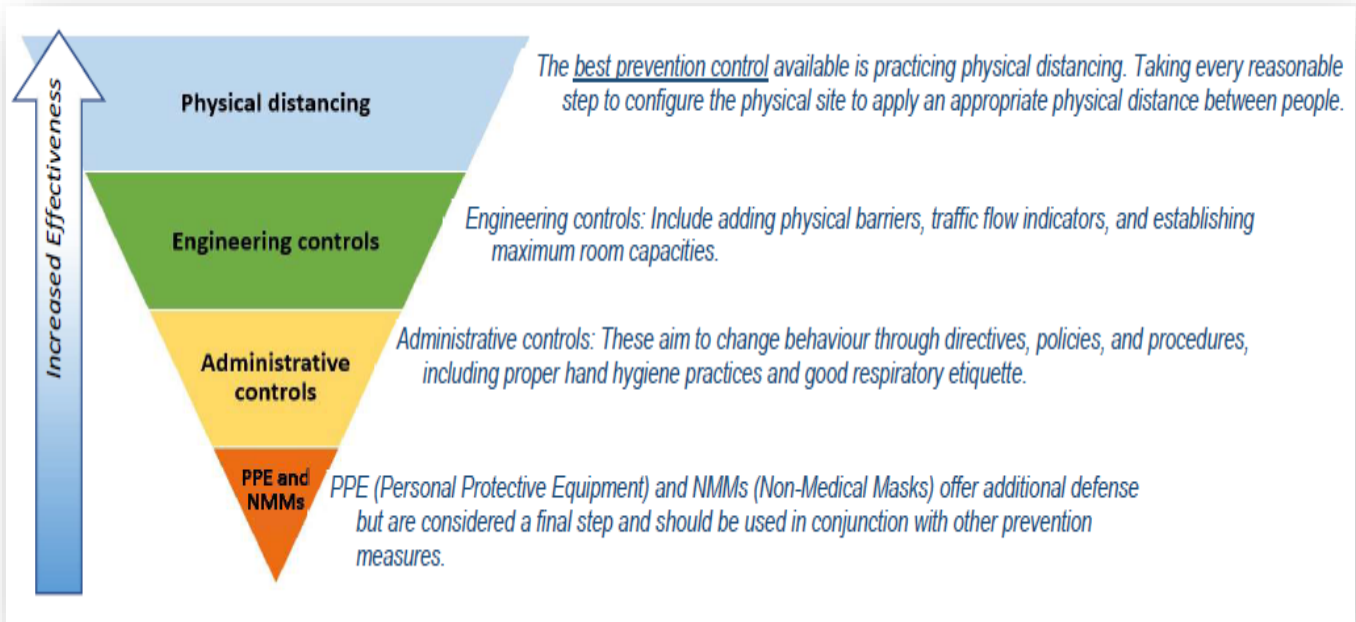 Increased Effectiveness
Physical distancing
The best prevention control available is practicing physical distancing. Taking every reasonable
step to configure the physical site to apply an appropriate physical distance between people.
Engineering controls
Engineering controls: Include adding physical barriers, traffic flow indicators, and establishing
maximum room capacities.
Administrative
controls
Administrative controls: These aim to change behaviour through directives, policies, and procedures,
including proper hand hygiene practices and good respiratory etiquette.
PPE and
NMMs
PPE (Personal Protective Equipment) and NMMs (Non-Medical Masks) offer additional defense
but are considered a final step and should be used in conjunction with other prevention
measures.